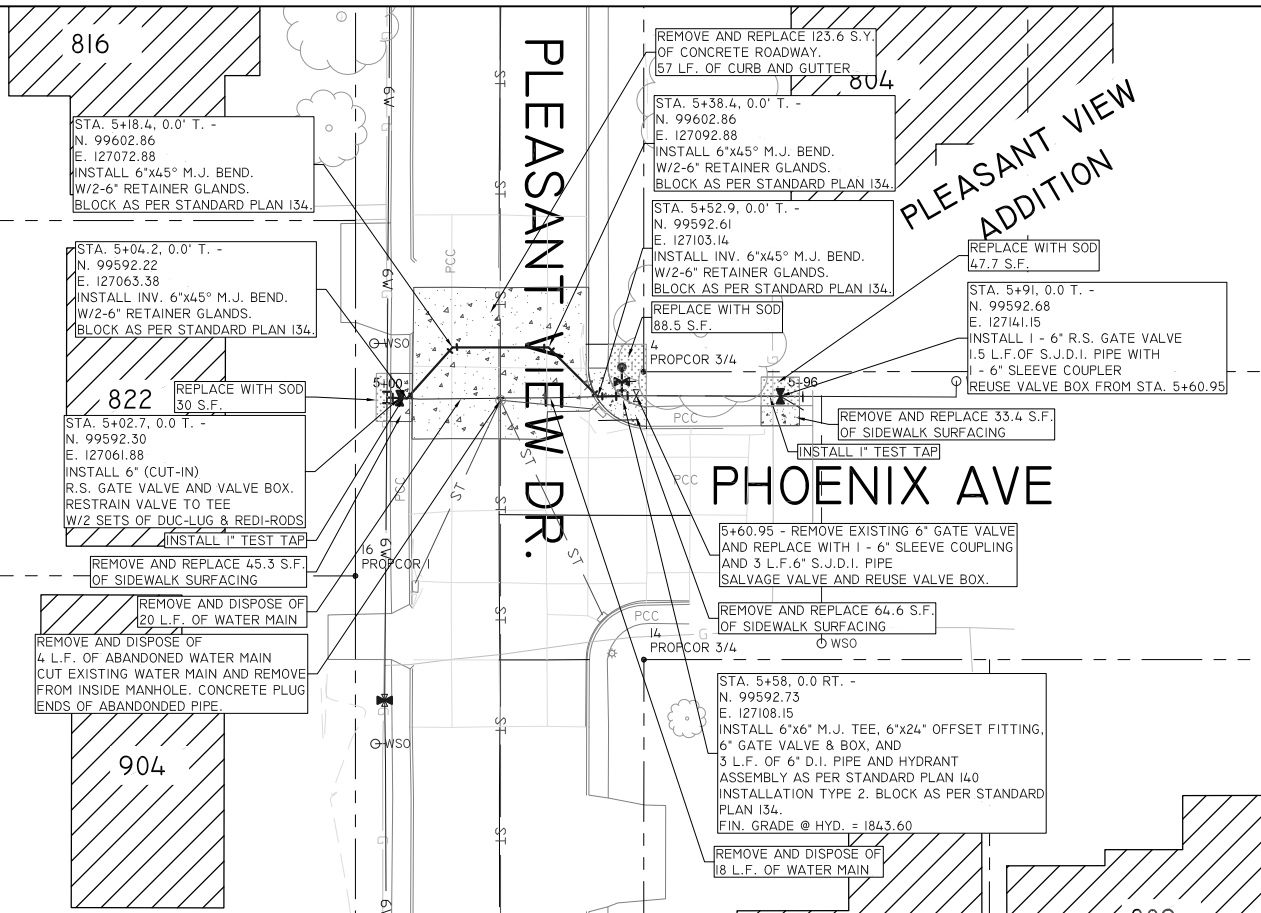 816
STA. 5+18.4, 0.0' T. -
N. 99602.86
E. 127072.88
INSTALL 6"x45° M.J. BEND.
W/2-6" RETAINER GLANDS.
BLOCK AS PER STANDARD PLAN 134.
STA. 5+04.2, 0.0' T. -
N. 99592.22
E. 127063.38
INSTALL INV. 6"x45° M.J. BEND.
W/2-6" RETAINER GLANDS.
BLOCK AS PER STANDARD PLAN 134.
822
REPLACE WITH SOD
30 S.F.
STA. 5+02.7, 0.0 T. -
N. 99592.30
E. 127061.88
INSTALL 6" (CUT-IN)
R.S. GATE VALVE AND VALVE BOX.
RESTRAIN VALVE TO TEE
W/2 SETS OF DUC-LUG & REDI-RODS
INSTALL 1" TEST TAP
REMOVE AND REPLACE 45.3 S.F.
OF SIDEWALK SURFACING
REMOVE AND DISPOSE OF
20 L.F. OF WATER MAIN
REMOVE AND DISPOSE OF
4 L.F. OF ABANDONED WATER MAIN
CUT EXISTING WATER MAIN AND REMOVE
FROM INSIDE MANHOLE. CONCRETE PLUG
ENDS OF ABANDONDED PIPE.
904
6W
6W
6W
G
G
WSO
5+00
PCC
PCC
16
PROPCOR 1
WSO
ST
ST
ST
ST
ST
ST
ST
ST
ST
PLEASANT VIEW DR.
REMOVE AND REPLACE 123.6 S.Y.
OF CONCRETE ROADWAY.
57 LF. OF CURB AND GUTTER
804
STA. 5+38.4, 0.0' T. -
N. 99602.86
E. 127092.88
INSTALL 6"x45° M.J. BEND.
W/2-6" RETAINER GLANDS.
BLOCK AS PER STANDARD PLAN 134.
STA. 5+52.9, 0.0' T. -
N. 99592.61
E. 127103.14
INSTALL INV. 6"x45° M.J. BEND.
W/2-6" RETAINER GLANDS.
BLOCK AS PER STANDARD PLAN 134.
REPLACE WITH SOD
88.5 S.F.
4
PROPCOR 3/4
G
PLEASANT VIEW
ADDITION
REPLACE WITH SOD
47.7 S.F.
STA. 5+91, 0.0 T. -
N. 99592.68
E. 127141.15
INSTALL 1 - 6" R.S. GATE VALVE
1.5 L.F.OF S.J.D.I. PIPE WITH
1 - 6" SLEEVE COUPLER
REUSE VALVE BOX FROM STA. 5+60.95
5+96
PCC
REMOVE AND REPLACE 33.4 S.F.
OF SIDEWALK SURFACING
INSTALL 1" TEST TAP
PCC
PHOENIX AVE
5+60.95 - REMOVE EXISTING 6" GATE VALVE
AND REPLACE WITH 1 - 6" SLEEVE COUPLING
AND 3 L.F.6" S.J.D.I. PIPE
SALVAGE VALVE AND REUSE VALVE BOX.
REMOVE AND REPLACE 64.6 S.F.
OF SIDEWALK SURFACING
PCC
14
G
PROPCOR 3/4
WSO
STA. 5+58, 0.0 RT. -
N. 99592.73
E. 127108.15
INSTALL 6"x6" M.J. TEE, 6"x24" OFFSET FITTING,
6" GATE VALVE & BOX, AND
3 L.F. OF 6" D.I. PIPE AND HYDRANT
ASSEMBLY AS PER STANDARD PLAN 140
INSTALLATION TYPE 2. BLOCK AS PER STANDARD
PLAN 134.
FIN. GRADE @ HYD. = 1843.60
REMOVE AND DISPOSE OF
18 L.F. OF WATER MAIN